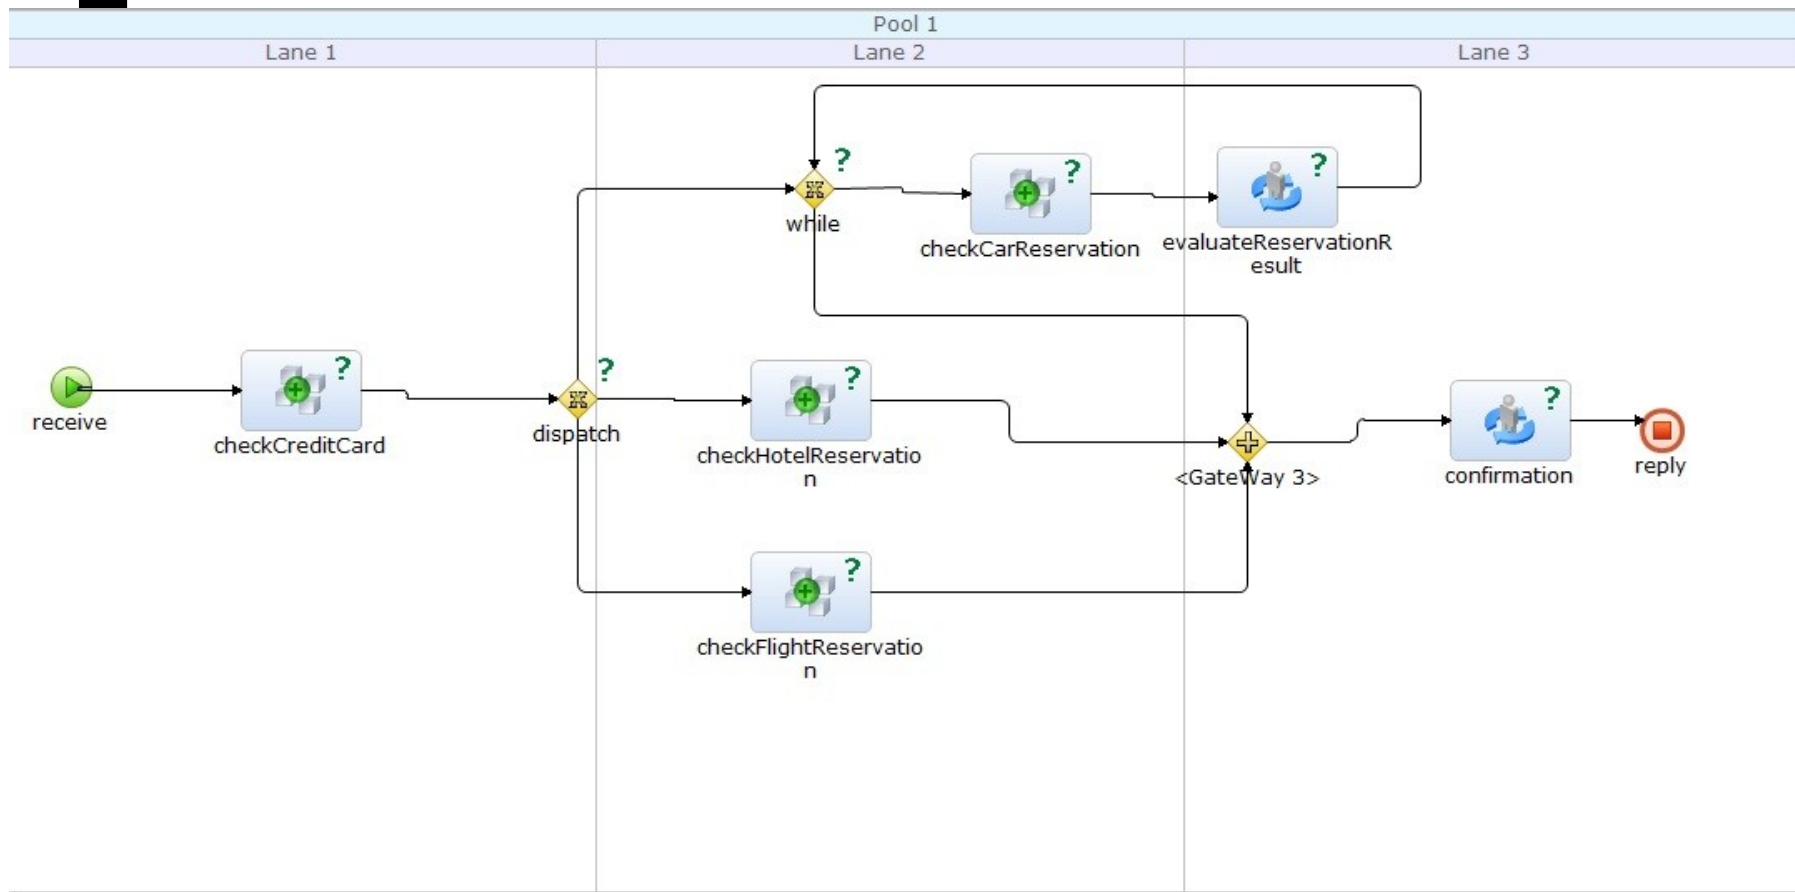 Pool 1
Lane 1
Lane 2
Lane 3
?
while
?
checkCarReservation
?
evaluateReservationR
esult
receive
?
checkCreditCard
?
dispatch
?
checkHotelReservatio
n
<GateWay 3>
?
confirmation
reply
?
checkFlightReservatio
n